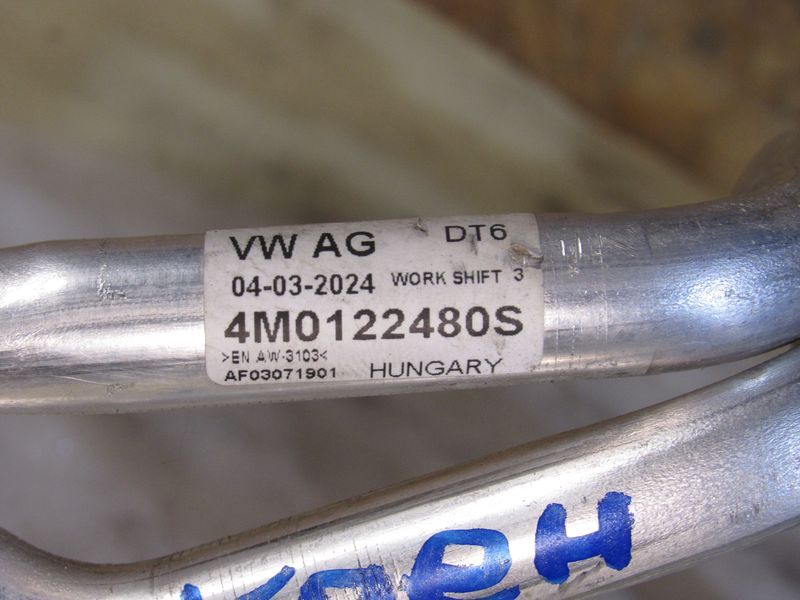 VW AG DT6
04-03-2024 WORK SHIFT 3
4M0122480S
>EN AW-3103<
AF03071901 HUNGARY